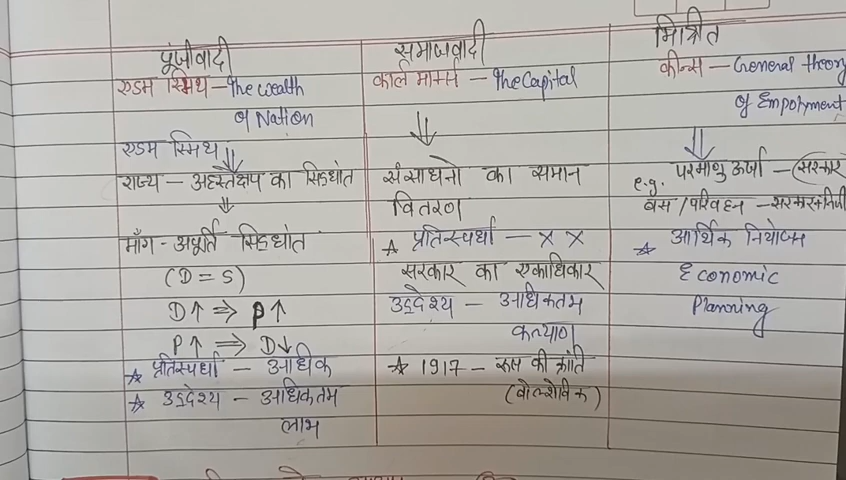 पूंजीवादी
एडम स्मिथ - the wealth
of Nation
एडम स्मिथ
राज्य - अहस्तक्षेप का सिद्धांत
माँग - आपूर्ति सिद्धांत
(D = S)
D↑ ⇒ P↑
P↑ ⇒ D↓
☆ प्रतिस्पर्धा - अधिक
☆ उद्देश्य - अधिकतम
लाभ
समाजवादी
कार्ल मार्क्स - the Capital
संसाधनो का समान
वितरण
☆ प्रतिस्पर्धा - X X
सरकार का एकाधिकार
उद्देश्य - अधिकतम
कल्याण
☆ 1917 - रूस की क्रांति
(बोल्शेविक)
मिश्रित
कीन्स - General theory
of Empolyment
e.g. परमाणु ऊर्जा - सरकार
बस/परिवहन - सरकार+निजी
☆ आर्थिक नियोजन
Economic
Planning